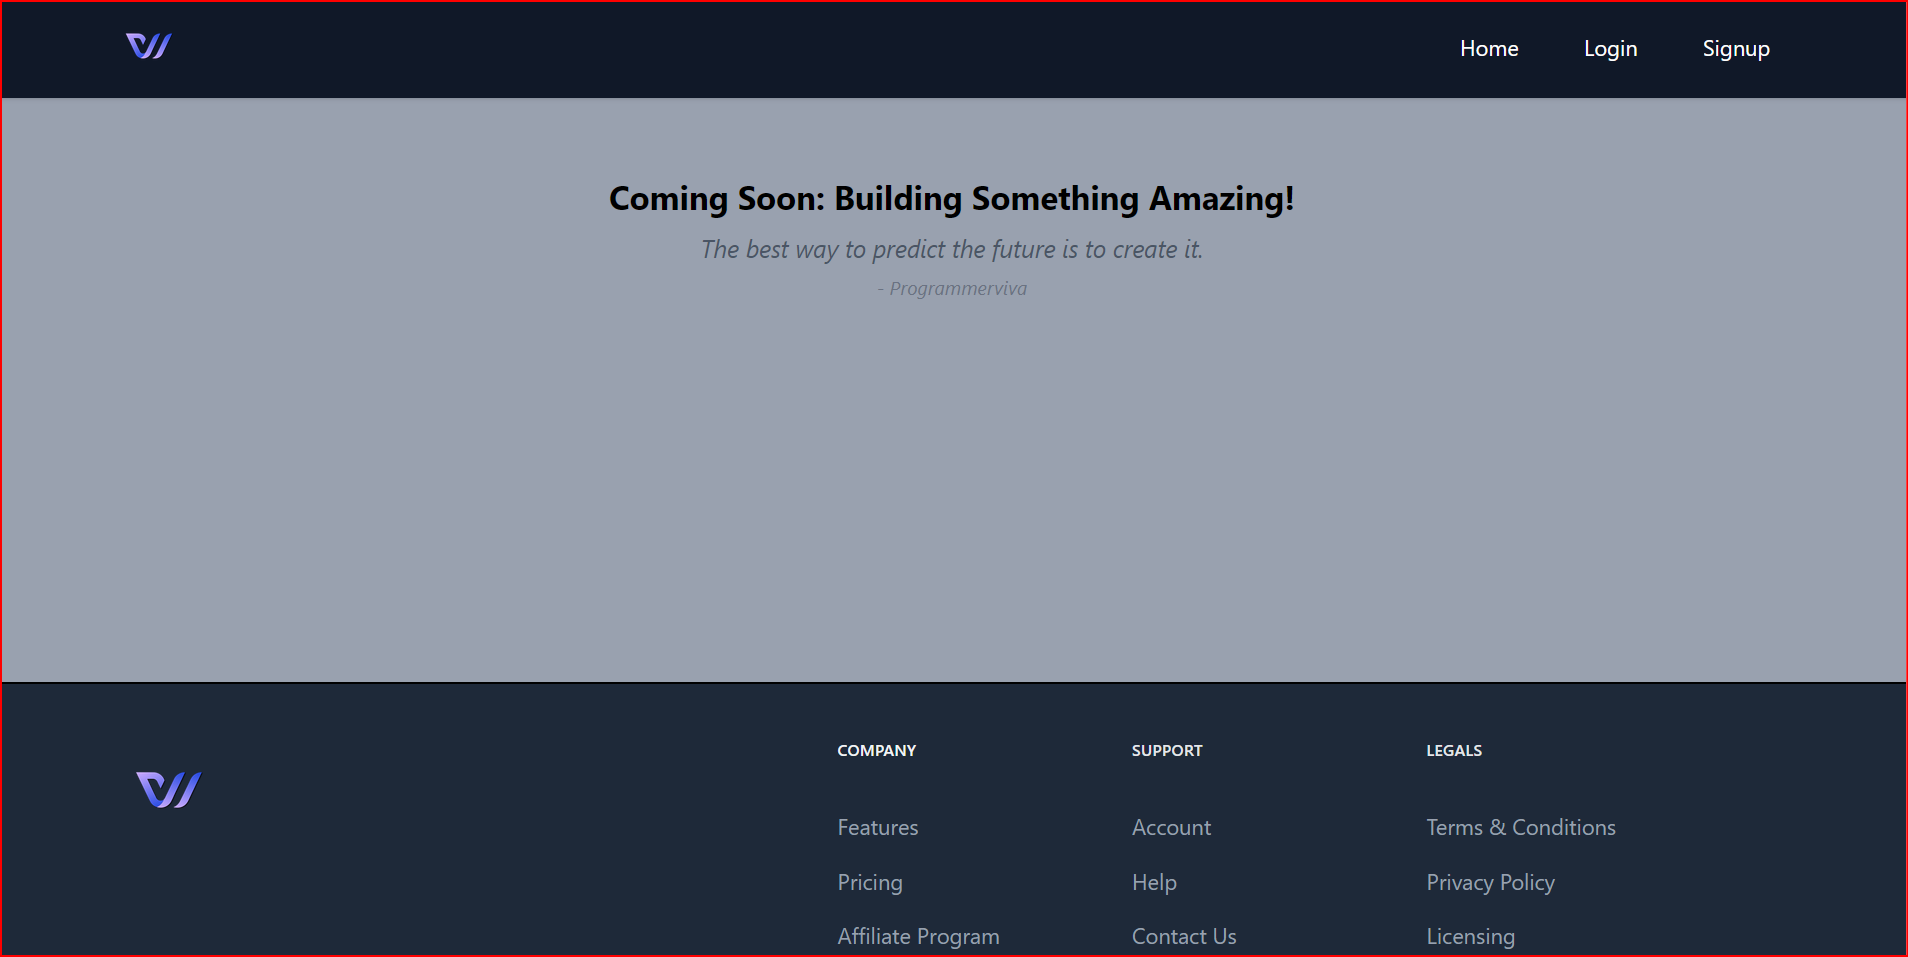 Home Login Signup
Coming Soon: Building Something Amazing!
The best way to predict the future is to create it.
- Programmerviva
COMPANY
Features
Pricing
Affiliate Program
SUPPORT
Account
Help
Contact Us
LEGALS
Terms & Conditions
Privacy Policy
Licensing